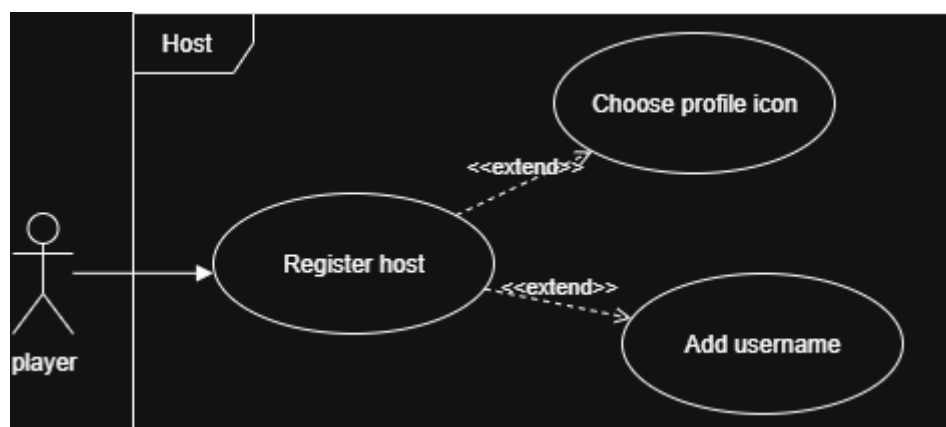 Host
Choose profile icon
<<extend>>
Register host
<<extend>>
Add username
player